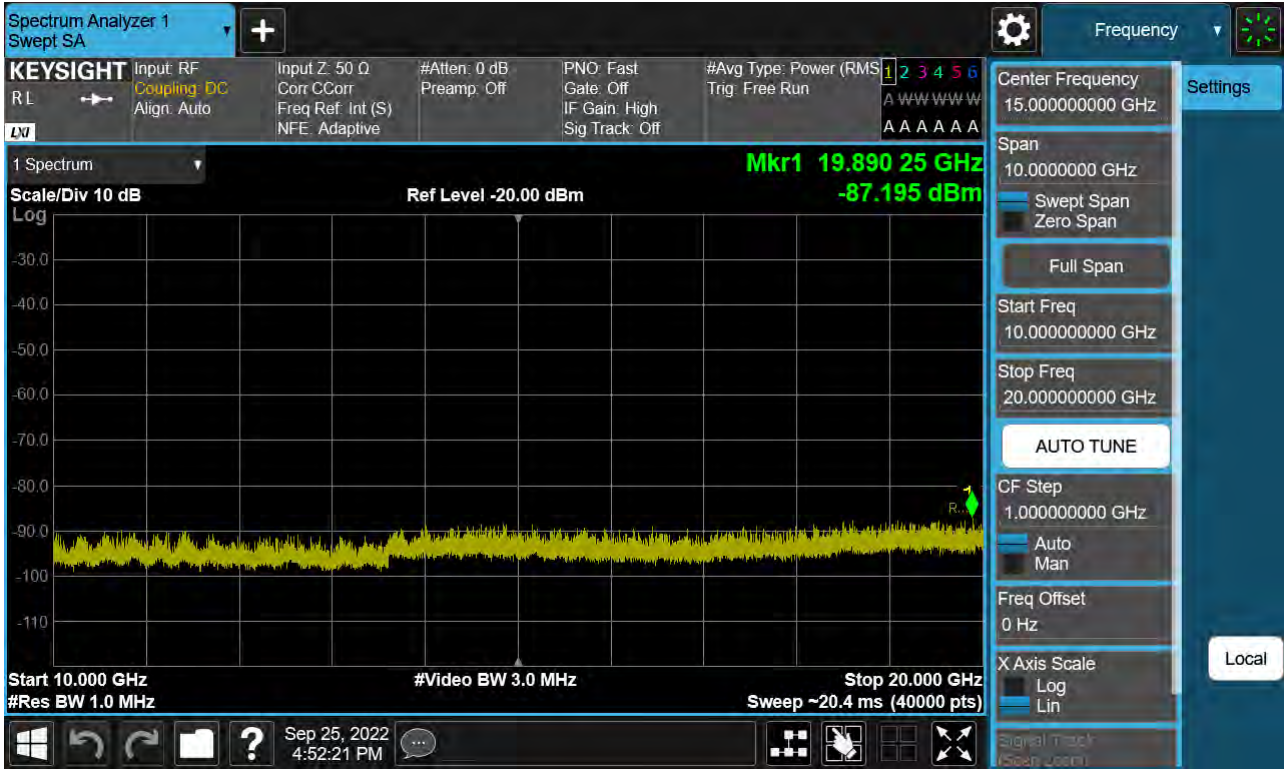 Spectrum Analyzer 1
Swept SA
+
Frequency
KEYSIGHT
RL
LXI
Input: RF
Coupling: DC
Align: Auto
Input Z: 50 Ω
Corr CCorr
Freq Ref: Int (S)
NFE: Adaptive
#Atten: 0 dB
Preamp: Off
PNO: Fast
Gate: Off
IF Gain: High
Sig Track: Off
#Avg Type: Power (RMS
Trig: Free Run
1 2 3 4 5 6
A W W W W W
A A A A A A
Center Frequency
15.000000000 GHz
Settings
1 Spectrum
Mkr1 19.890 25 GHz
-87.195 dBm
Scale/Div 10 dB
Ref Level -20.00 dBm
Log
-30.0
-40.0
-50.0
-60.0
-70.0
-80.0
-90.0
-100
-110
1
R...
Start 10.000 GHz
#Video BW 3.0 MHz
Stop 20.000 GHz
#Res BW 1.0 MHz
Sweep ~20.4 ms (40000 pts)
Span
10.0000000 GHz
Swept Span
Zero Span
Full Span
Start Freq
10.000000000 GHz
Stop Freq
20.000000000 GHz
AUTO TUNE
CF Step
1.000000000 GHz
Auto
Man
Freq Offset
0 Hz
X Axis Scale
Log
Lin
Signal Track
(Span Zoom)
Local
?
Sep 25, 2022
4:52:21 PM